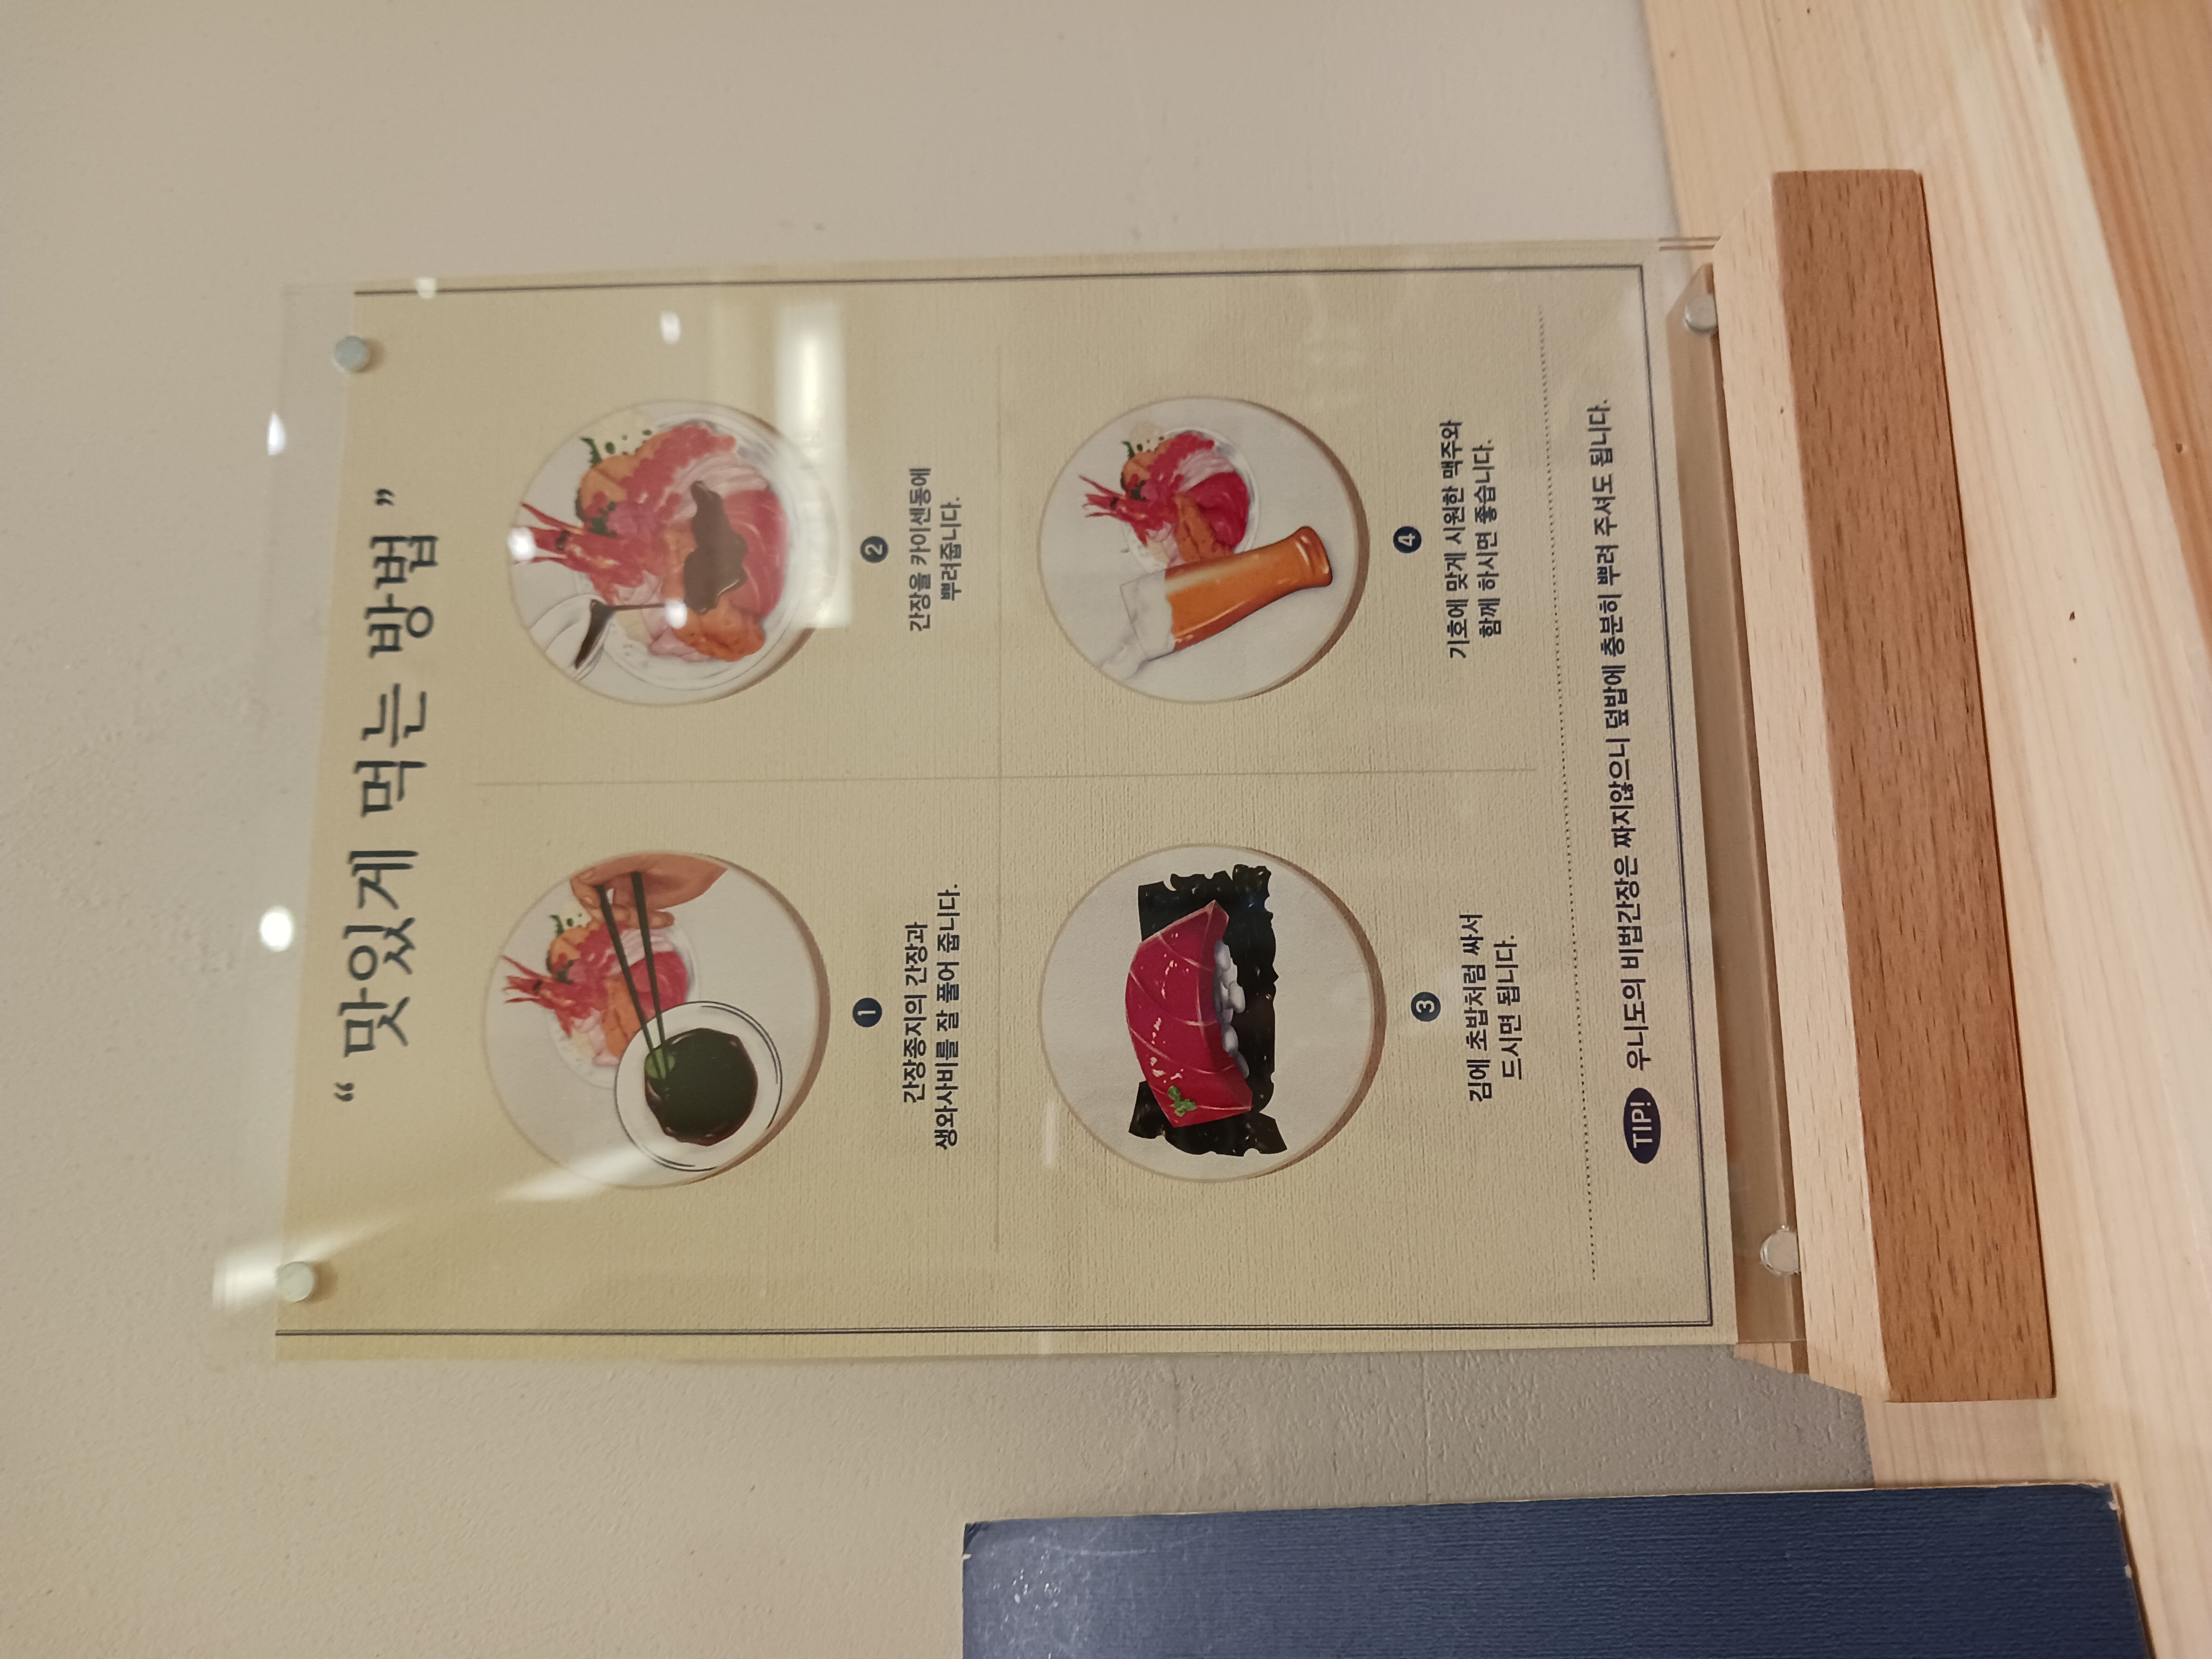 “ 맛있게 먹는 방법 ”
1
간장종지의 간장과
생와사비를 잘 풀어 줍니다.
2
간장을 카이센동에
뿌려줍니다.
3
김에 초밥처럼 싸서
드시면 됩니다.
4
기호에 맞게 시원한 맥주와
함께 하시면 좋습니다.
TIP! 우니도의 비법간장은 짜지않으니 덮밥에 충분히 뿌려 주셔도 됩니다.